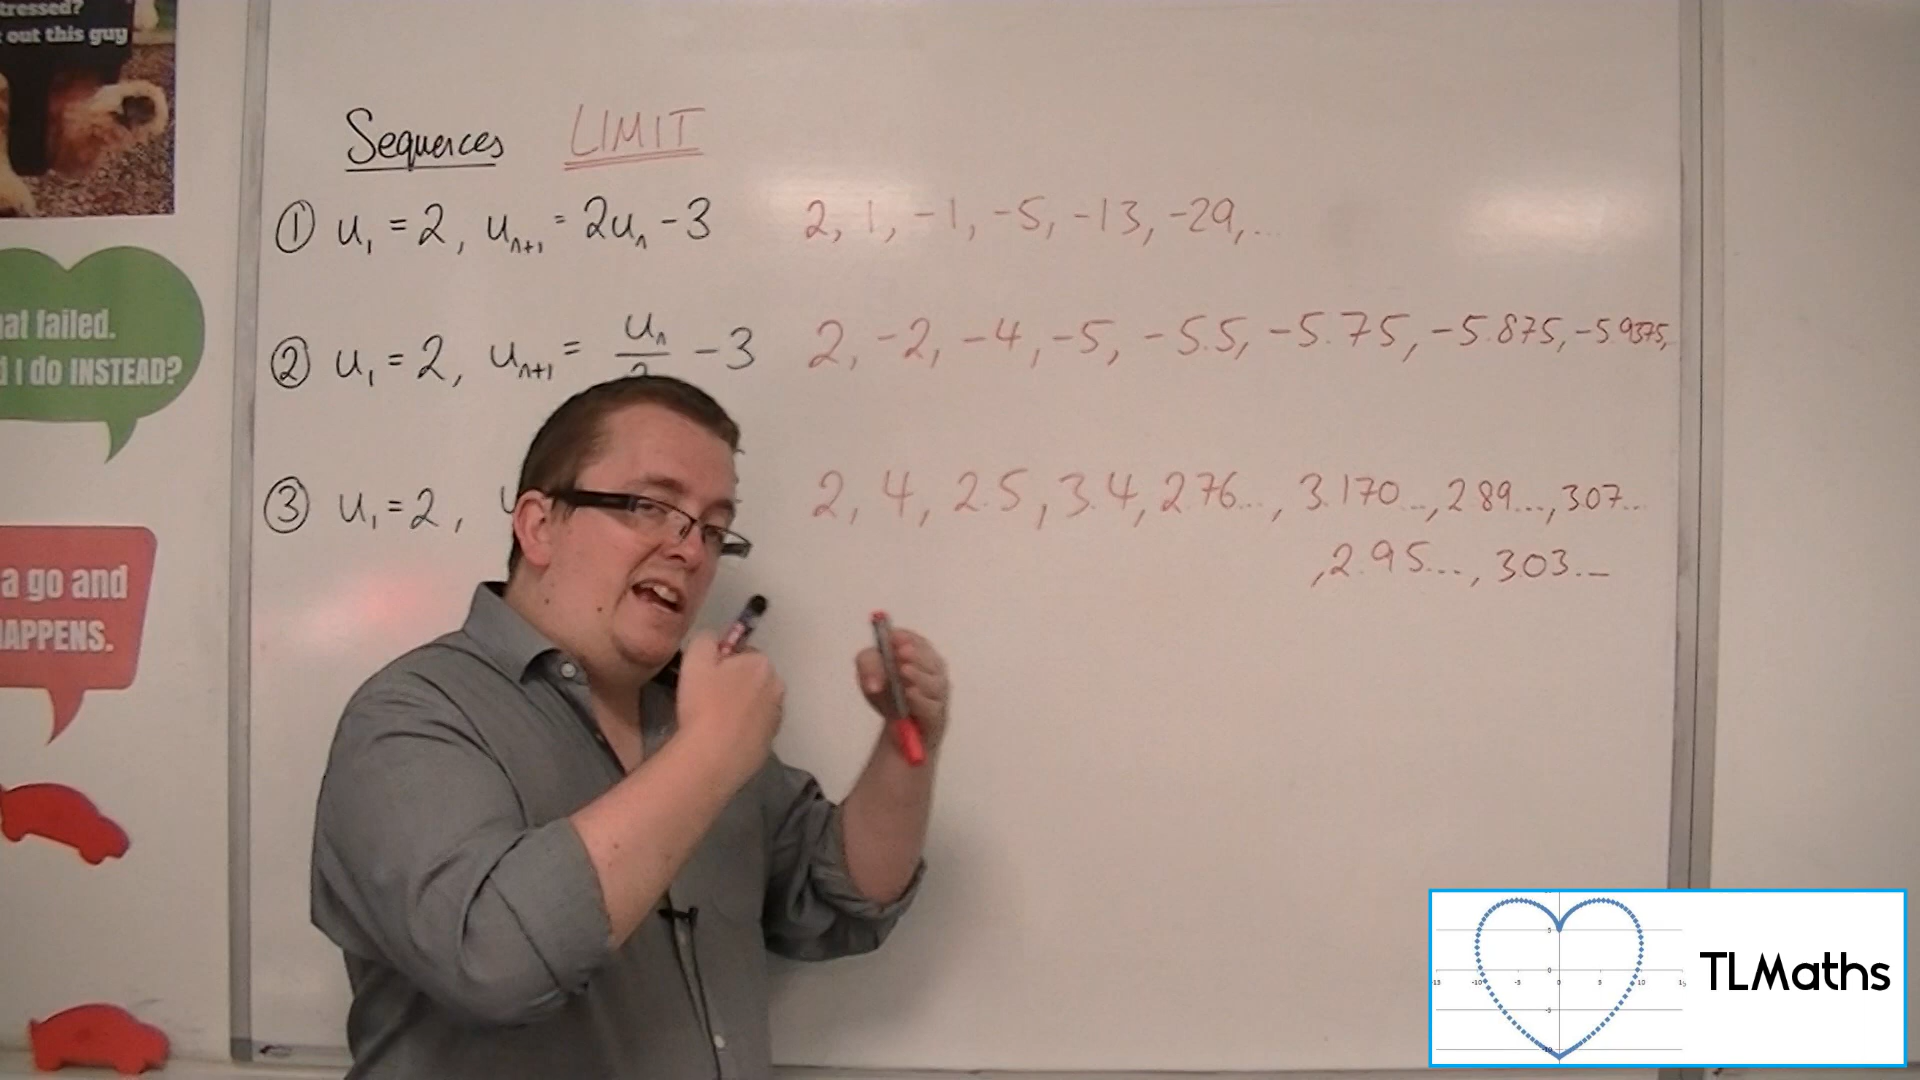 tressed?
out this guy
Sequences LIMIT
① u₁ = 2, uₙ₊₁ = 2uₙ - 3 2, 1, -1, -5, -13, -29, ...
② u₁ = 2, uₙ₊₁ = uₙ/2 - 3 2, -2, -4, -5, -5.5, -5.75, -5.875, -5.9375,
③ u₁ = 2, u 2, 4, 2.5, 3.4, 2.76..., 3.170..., 2.89..., 3.07...
, 2.95..., 3.03...
at failed.
I do INSTEAD?
a go and
APPENS.
TLMaths